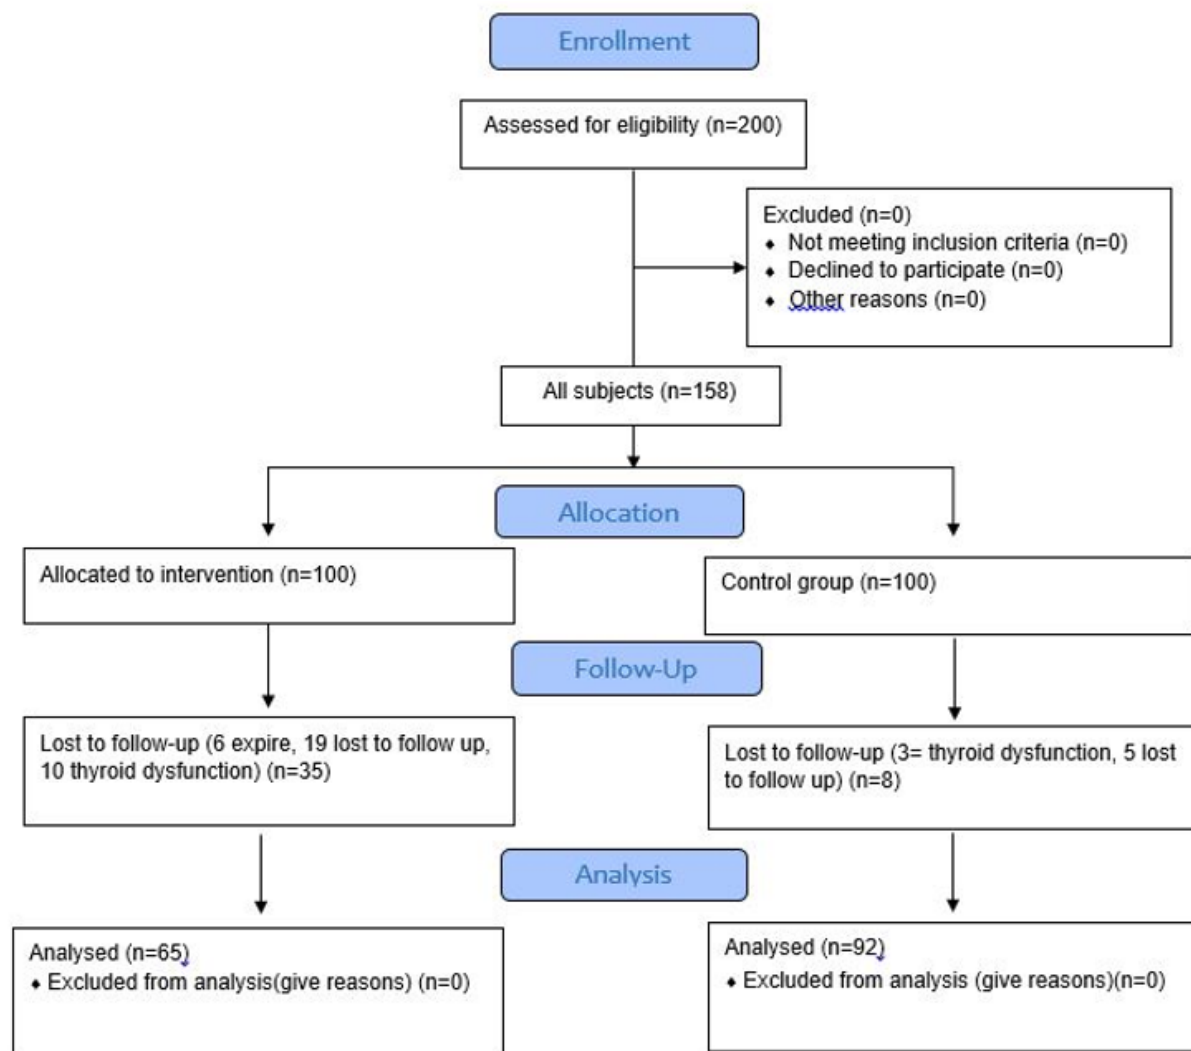 Enrollment
Assessed for eligibility (n=200)
Excluded (n=0)
♦ Not meeting inclusion criteria (n=0)
♦ Declined to participate (n=0)
♦ Other reasons (n=0)
All subjects (n=158)
Allocation
Allocated to intervention (n=100)
Control group (n=100)
Follow-Up
Lost to follow-up (6 expire, 19 lost to follow up,
10 thyroid dysfunction) (n=35)
Lost to follow-up (3= thyroid dysfunction, 5 lost
to follow up) (n=8)
Analysis
Analysed (n=65)
♦ Excluded from analysis(give reasons) (n=0)
Analysed (n=92)
♦ Excluded from analysis (give reasons)(n=0)